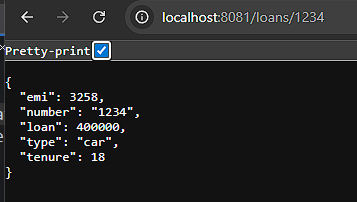 localhost:8081/loans/1234
Pretty-print
{
  "emi": 3258,
  "number": "1234",
  "loan": 400000,
  "type": "car",
  "tenure": 18
}